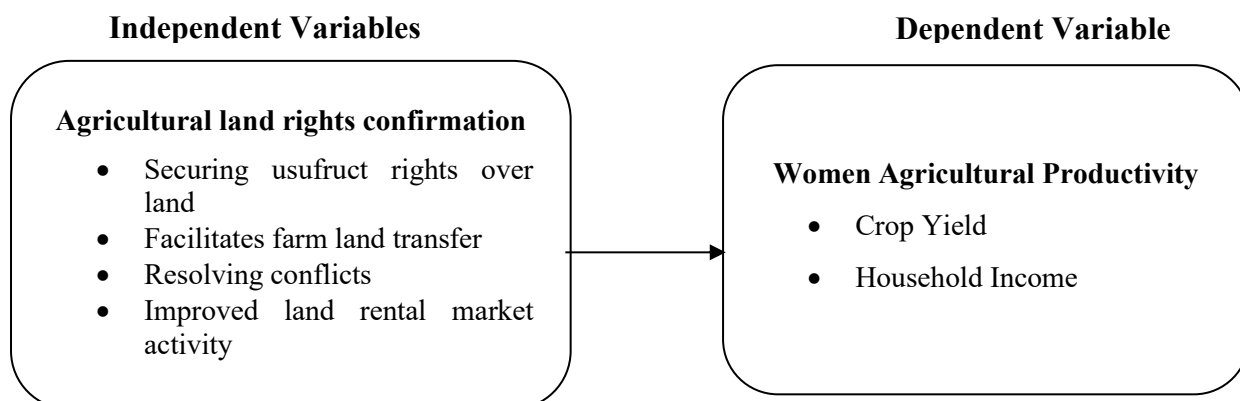 Independent Variables
Dependent Variable
Agricultural land rights confirmation
• Securing usufruct rights over
land
• Facilitates farm land transfer
• Resolving conflicts
• Improved land rental market
activity
Women Agricultural Productivity
• Crop Yield
• Household Income